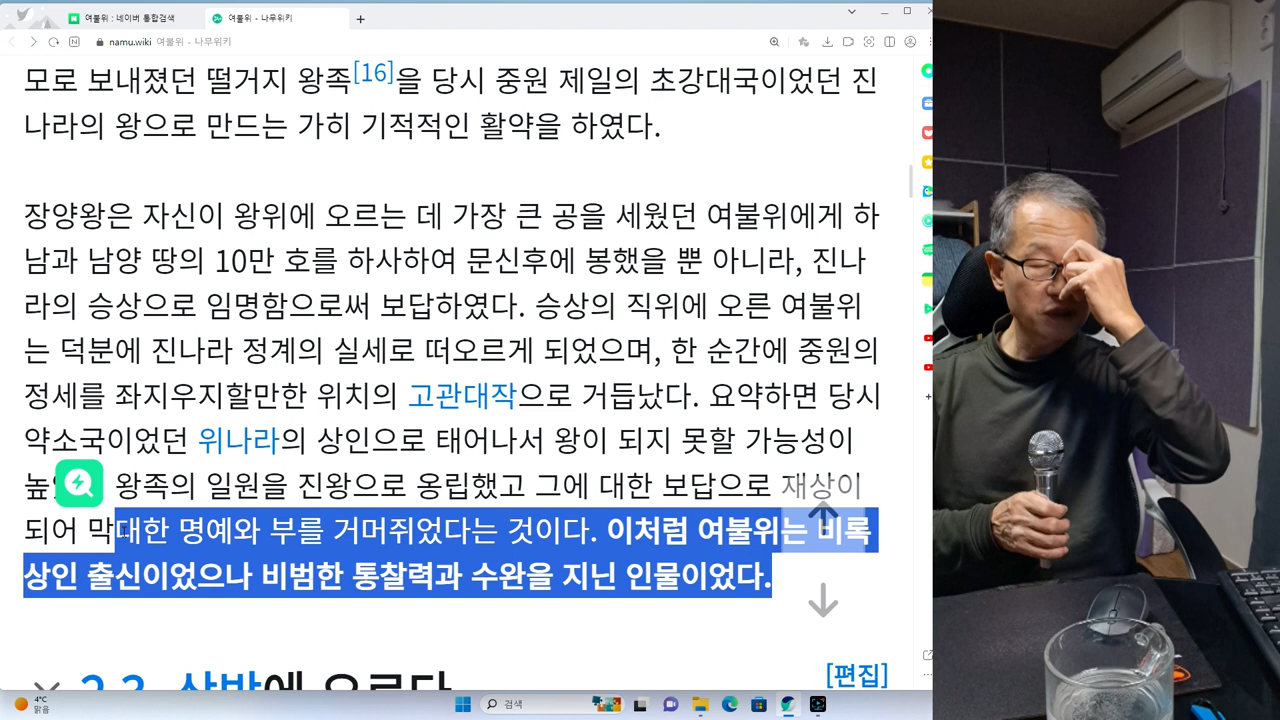 여불위 : 네이버 통합검색
여불위 - 나무위키
namu.wiki 여불위 - 나무위키
모로 보내졌던 떨거지 왕족[16]을 당시 중원 제일의 초강대국이었던 진
나라의 왕으로 만드는 가히 기적적인 활약을 하였다.
장양왕은 자신이 왕위에 오르는 데 가장 큰 공을 세웠던 여불위에게 하
남과 남양 땅의 10만 호를 하사하여 문신후에 봉했을 뿐 아니라, 진나
라의 승상으로 임명함으로써 보답하였다. 승상의 직위에 오른 여불위
는 덕분에 진나라 정계의 실세로 떠오르게 되었으며, 한 순간에 중원의
정세를 좌지우지할만한 위치의 고관대작으로 거듭났다. 요약하면 당시
약소국이었던 위나라의 상인으로 태어나서 왕이 되지 못할 가능성이
왕족의 일원을 진왕으로 옹립했고 그에 대한 보답으로 재상이
되어 막대한 명예와 부를 거머쥐었다는 것이다. 이처럼 여불위는 비록
상인 출신이었으나 비범한 통찰력과 수완을 지닌 인물이었다.
[편집]
4°C
맑음
검색